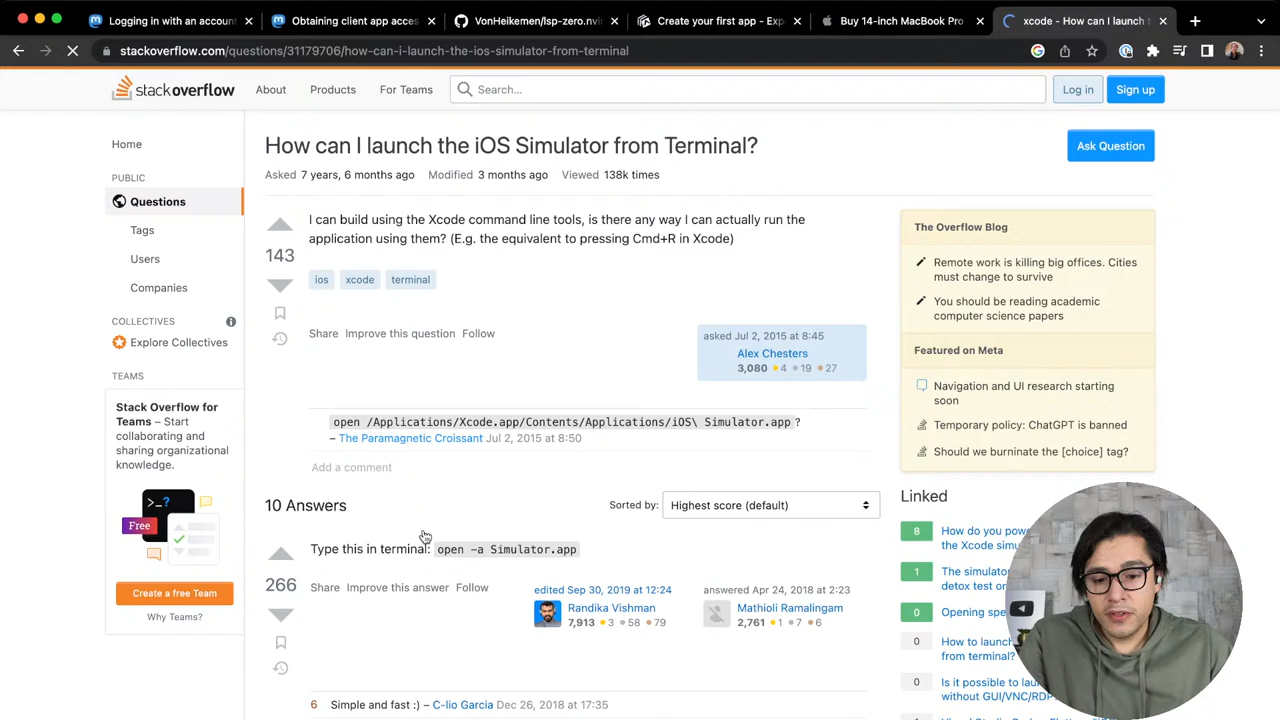 Logging in with an account
Obtaining client app acces
VonHeikemen/lsp-zero.nvi
Create your first app - Exp
Buy 14-inch MacBook Pro
xcode - How can I launch t
stackoverflow.com/questions/31179706/how-can-i-launch-the-ios-simulator-from-terminal
stackoverflow
About
Products
For Teams
Search...
Log in
Sign up
Home
PUBLIC
Questions
Tags
Users
Companies
COLLECTIVES
Explore Collectives
TEAMS
Stack Overflow for
Teams – Start
collaborating and
sharing organizational
knowledge.
>_?
Free
Create a free Team
Why Teams?
How can I launch the iOS Simulator from Terminal?
Ask Question
Asked 7 years, 6 months ago Modified 3 months ago Viewed 138k times
143
I can build using the Xcode command line tools, is there any way I can actually run the
application using them? (E.g. the equivalent to pressing Cmd+R in Xcode)
ios xcode terminal
Share Improve this question Follow
asked Jul 2, 2015 at 8:45
Alex Chesters
3,080 4 19 27
open /Applications/Xcode.app/Contents/Applications/iOS\ Simulator.app ?
– The Paramagnetic Croissant Jul 2, 2015 at 8:50
Add a comment
10 Answers
Sorted by: Highest score (default)
266
Type this in terminal: open -a Simulator.app
Share Improve this answer Follow
edited Sep 30, 2019 at 12:24
Randika Vishman
7,913 3 58 79
answered Apr 24, 2018 at 2:23
Mathioli Ramalingam
2,761 1 7 6
6 Simple and fast :) – C-lio Garcia Dec 26, 2018 at 17:35
The Overflow Blog
Remote work is killing big offices. Cities
must change to survive
You should be reading academic
computer science papers
Featured on Meta
Navigation and UI research starting
soon
Temporary policy: ChatGPT is banned
Should we burninate the [choice] tag?
Linked
8 How do you pow
the Xcode simu
1 The simulator
detox test or
0 Opening spe
0 How to launch
from terminal?
0 Is it possible to lau
without GUI/VNC/RDP